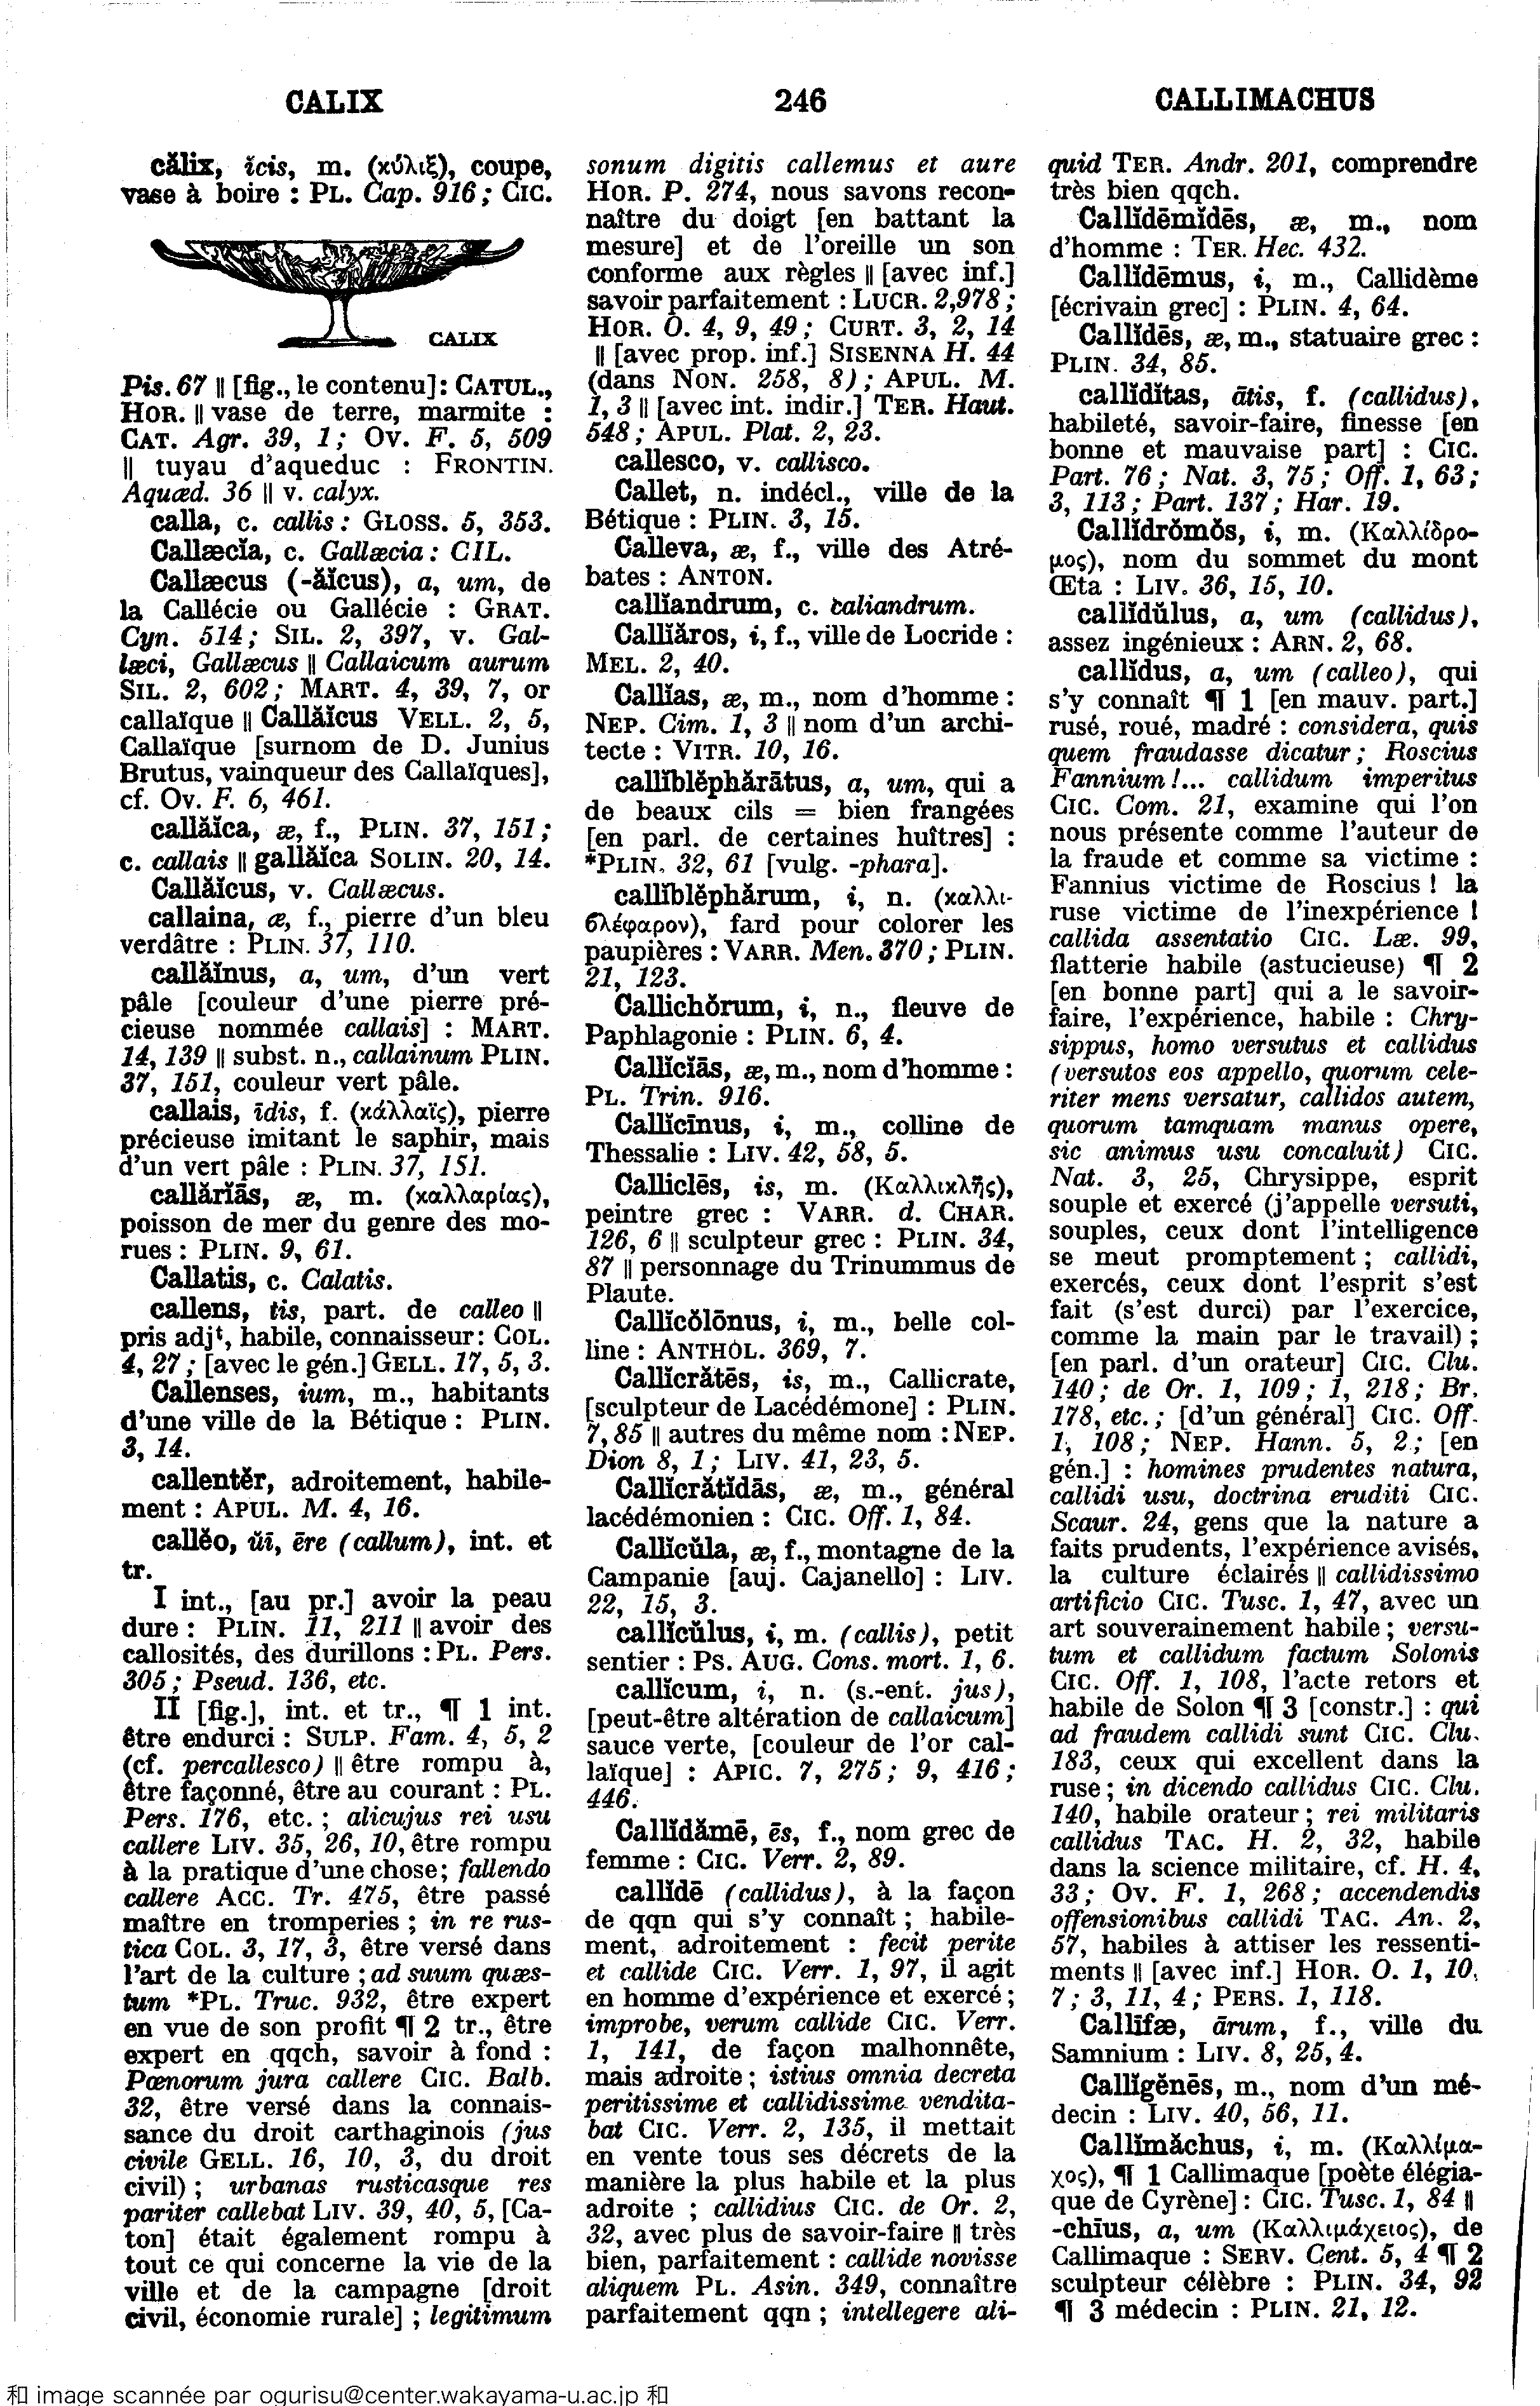 CALIX
246
CALLIMACHUS
călix, ĭcis, m. (κύλιξ), coupe,
vase à boire : PL. Cap. 916 ; CIC.
CALIX
Pis. 67 || [fig., le contenu] : CATUL.,
HOR. || vase de terre, marmite :
CAT. Agr. 39, 1 ; OV. F. 5, 509
|| tuyau d'aqueduc : FRONTIN.
Aquæd. 36 || v. calyx.
calla, c. callis : GLOSS. 5, 353.
Callæcĭa, c. Gallæcia : CIL.
Callæcus (-ăĭcus), a, um, de
la Callécie ou Gallécie : GRAT.
Cyn. 514 ; SIL. 2, 397, v. Gal-
læci, Gallæcus || Callaicum aurum
SIL. 2, 602 ; MART. 4, 39, 7, or
callaïque || Callăĭcus VELL. 2, 5,
Callaïque [surnom de D. Junius
Brutus, vainqueur des Callaïques],
cf. OV. F. 6, 461.
callăĭca, æ, f., PLIN. 37, 151 ;
c. callais || gallăĭca SOLIN. 20, 14.
Callăĭcus, v. Callæcus.
callaina, æ, f., pierre d'un bleu
verdâtre : PLIN. 37, 110.
callăĭnus, a, um, d'un vert
pâle [couleur d'une pierre pré-
cieuse nommée callais] : MART.
14, 139 || subst. n., callainum PLIN.
37, 151, couleur vert pâle.
callais, ĭdis, f. (κάλλαϊς), pierre
précieuse imitant le saphir, mais
d'un vert pâle : PLIN. 37, 151.
callărĭās, æ, m. (καλλαρίας),
poisson de mer du genre des mo-
rues : PLIN. 9, 61.
Callatis, c. Calatis.
callens, tis, part. de calleo ||
pris adjᵗ, habile, connaisseur : COL.
4, 27 ; [avec le gén.] GELL. 17, 5, 3.
Callenses, ium, m., habitants
d'une ville de la Bétique : PLIN.
3, 14.
callentĕr, adroitement, habile-
ment : APUL. M. 4, 16.
callĕo, ŭī, ēre (callum), int. et
tr.
I int., [au pr.] avoir la peau
dure : PLIN. 11, 211 || avoir des
callosités, des durillons : PL. Pers.
305 ; Pseud. 136, etc.
II [fig.], int. et tr., ¶ 1 int.
être endurci : SULP. Fam. 4, 5, 2
(cf. percallesco) || être rompu à,
être façonné, être au courant : PL.
Pers. 176, etc. ; alicujus rei usu
callere LIV. 35, 26, 10, être rompu
à la pratique d'une chose ; fallendo
callere ACC. Tr. 475, être passé
maître en tromperies ; in re rus-
tica COL. 3, 17, 3, être versé dans
l'art de la culture ; ad suum quæs-
tum *PL. Truc. 932, être expert
en vue de son profit ¶ 2 tr., être
expert en qqch, savoir à fond :
Pœnorum jura callere CIC. Balb.
32, être versé dans la connais-
sance du droit carthaginois (jus
civile GELL. 16, 10, 3, du droit
civil) ; urbanas rusticasque res
pariter callebat LIV. 39, 40, 5, [Ca-
ton] était également rompu à
tout ce qui concerne la vie de la
ville et de la campagne [droit
civil, économie rurale] ; legitimum
sonum digitis callemus et aure
HOR. P. 274, nous savons recon-
naître du doigt [en battant la
mesure] et de l'oreille un son
conforme aux règles || [avec inf.]
savoir parfaitement : LUCR. 2,978 ;
HOR. O. 4, 9, 49 ; CURT. 3, 2, 14
|| [avec prop. inf.] SISENNA H. 44
(dans NON. 258, 8) ; APUL. M.
1, 3 || [avec int. indir.] TER. Haut.
548 ; APUL. Plat. 2, 23.
callesco, v. callisco.
Callet, n. indécl., ville de la
Bétique : PLIN. 3, 15.
Calleva, æ, f., ville des Atré-
bates : ANTON.
callĭandrum, c. caliandrum.
Callĭăros, i, f., ville de Locride :
MEL. 2, 40.
Callĭas, æ, m., nom d'homme :
NEP. Cim. 1, 3 || nom d'un archi-
tecte : VITR. 10, 16.
callĭblĕphărātus, a, um, qui a
de beaux cils = bien frangées
[en parl. de certaines huîtres] :
*PLIN. 32, 61 [vulg. -phara].
callĭblĕphărum, i, n. (καλλι-
βλέφαρον), fard pour colorer les
paupières : VARR. Men. 370 ; PLIN.
21, 123.
Callichŏrum, i, n., fleuve de
Paphlagonie : PLIN. 6, 4.
Callĭcĭās, æ, m., nom d'homme :
PL. Trin. 916.
Callĭcīnus, i, m., colline de
Thessalie : LIV. 42, 58, 5.
Calliclēs, is, m. (Καλλικλῆς),
peintre grec : VARR. d. CHAR.
126, 6 || sculpteur grec : PLIN. 34,
87 || personnage du Trinummus de
Plaute.
Callĭcŏlōnus, i, m., belle col-
line : ANTHOL. 369, 7.
Callĭcrătēs, is, m., Callicrate,
[sculpteur de Lacédémone] : PLIN.
7, 85 || autres du même nom : NEP.
Dion 8, 1 ; LIV. 41, 23, 5.
Callĭcrătĭdās, æ, m., général
lacédémonien : CIC. Off. 1, 84.
Callĭcŭla, æ, f., montagne de la
Campanie [auj. Cajanello] : LIV.
22, 15, 3.
callĭcŭlus, i, m. (callis), petit
sentier : PS. AUG. Cons. mort. 1, 6.
callĭcum, i, n. (s.-ent. jus),
[peut-être altération de callaicum]
sauce verte, [couleur de l'or cal-
laïque] : APIC. 7, 275 ; 9, 416 ;
446.
Callĭdămē, ēs, f., nom grec de
femme : CIC. Verr. 2, 89.
callĭdē (callidus), à la façon
de qqn qui s'y connaît ; habile-
ment, adroitement : fecit perite
et callide CIC. Verr. 1, 97, il agit
en homme d'expérience et exercé ;
improbe, verum callide CIC. Verr.
1, 141, de façon malhonnête,
mais adroite ; istius omnia decreta
peritissime et callidissime vendita-
bat CIC. Verr. 2, 135, il mettait
en vente tous ses décrets de la
manière la plus habile et la plus
adroite ; callidius CIC. de Or. 2,
32, avec plus de savoir-faire || très
bien, parfaitement : callide novisse
aliquem PL. Asin. 349, connaître
parfaitement qqn ; intellegere ali-
quid TER. Andr. 201, comprendre
très bien qqch.
Callĭdēmĭdēs, æ, m., nom
d'homme : TER. Hec. 432.
Callĭdēmus, i, m., Callidème
[écrivain grec] : PLIN. 4, 64.
Callĭdēs, æ, m., statuaire grec :
PLIN. 34, 85.
callĭdĭtas, ātis, f. (callidus),
habileté, savoir-faire, finesse [en
bonne et mauvaise part] : CIC.
Part. 76 ; Nat. 3, 75 ; Off. 1, 63 ;
3, 113 ; Part. 137 ; Har. 19.
Callĭdrŏmŏs, i, m. (Καλλίδρο-
μος), nom du sommet du mont
Œta : LIV. 36, 15, 10.
callĭdŭlus, a, um (callidus),
assez ingénieux : ARN. 2, 68.
callĭdus, a, um (calleo), qui
s'y connaît ¶ 1 [en mauv. part.]
rusé, roué, madré : considera, quis
quem fraudasse dicatur ; Roscius
Fannium !... callidum imperitus
CIC. Com. 21, examine qui l'on
nous présente comme l'auteur de
la fraude et comme sa victime :
Fannius victime de Roscius ! la
ruse victime de l'inexpérience !
callida assentatio CIC. Læ. 99,
flatterie habile (astucieuse) ¶ 2
[en bonne part] qui a le savoir-
faire, l'expérience, habile : Chry-
sippus, homo versutus et callidus
(versutos eos appello, quorum cele-
riter mens versatur, callidos autem,
quorum tamquam manus opere,
sic animus usu concaluit) CIC.
Nat. 3, 25, Chrysippe, esprit
souple et exercé (j'appelle versuti,
souples, ceux dont l'intelligence
se meut promptement ; callidi,
exercés, ceux dont l'esprit s'est
fait (s'est durci) par l'exercice,
comme la main par le travail) ;
[en parl. d'un orateur] CIC. Clu.
140 ; de Or. 1, 109 ; 1, 218 ; Br.
178, etc. ; [d'un général] CIC. Off.
1, 108 ; NEP. Hann. 5, 2 ; [en
gén.] : homines prudentes natura,
callidi usu, doctrina eruditi CIC.
Scaur. 24, gens que la nature a
faits prudents, l'expérience avisés,
la culture éclairés || callidissimo
artificio CIC. Tusc. 1, 47, avec un
art souverainement habile ; versu-
tum et callidum factum Solonis
CIC. Off. 1, 108, l'acte retors et
habile de Solon ¶ 3 [constr.] : qui
ad fraudem callidi sunt CIC. Clu.
183, ceux qui excellent dans la
ruse ; in dicendo callidus CIC. Clu.
140, habile orateur ; rei militaris
callidus TAC. H. 2, 32, habile
dans la science militaire, cf. H. 4,
33 ; OV. F. 1, 268 ; accendendis
offensionibus callidi TAC. An. 2,
57, habiles à attiser les ressenti-
ments || [avec inf.] HOR. O. 1, 10,
7 ; 3, 11, 4 ; PERS. 1, 118.
Callĭfæ, ārum, f., ville du
Samnium : LIV. 8, 25, 4.
Callĭgĕnēs, m., nom d'un mé-
decin : LIV. 40, 56, 11.
Callĭmăchus, i, m. (Καλλίμα-
χος), ¶ 1 Callimaque [poète élégia-
que de Cyrène] : CIC. Tusc. 1, 84 ||
-chīus, a, um (Καλλιμάχειος), de
Callimaque : SERV. Cent. 5, 4 ¶ 2
sculpteur célèbre : PLIN. 34, 92
¶ 3 médecin : PLIN. 21, 12.
和 image scannée par ogurisu@center.wakayama-u.ac.jp 和